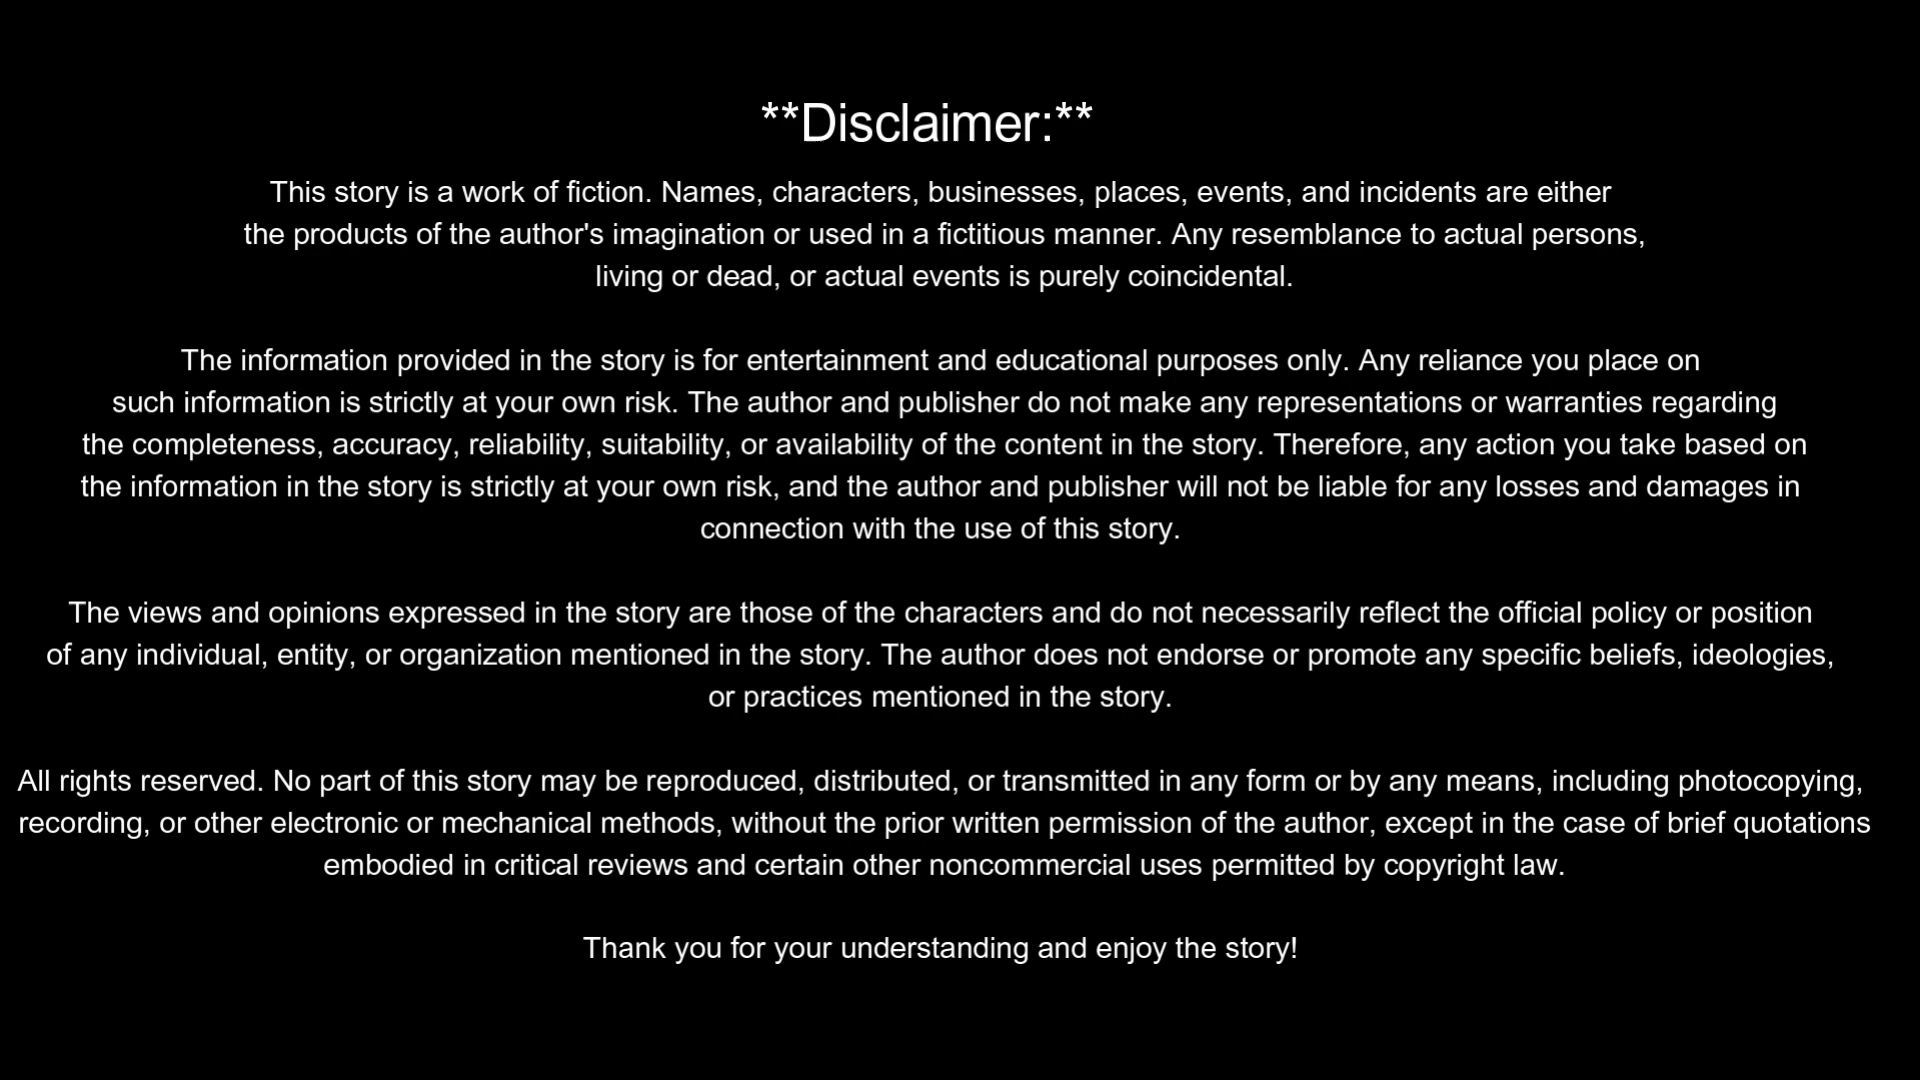 **Disclaimer:**
This story is a work of fiction. Names, characters, businesses, places, events, and incidents are either
the products of the author's imagination or used in a fictitious manner. Any resemblance to actual persons,
living or dead, or actual events is purely coincidental.
The information provided in the story is for entertainment and educational purposes only. Any reliance you place on
such information is strictly at your own risk. The author and publisher do not make any representations or warranties regarding
the completeness, accuracy, reliability, suitability, or availability of the content in the story. Therefore, any action you take based on
the information in the story is strictly at your own risk, and the author and publisher will not be liable for any losses and damages in
connection with the use of this story.
The views and opinions expressed in the story are those of the characters and do not necessarily reflect the official policy or position
of any individual, entity, or organization mentioned in the story. The author does not endorse or promote any specific beliefs, ideologies,
or practices mentioned in the story.
All rights reserved. No part of this story may be reproduced, distributed, or transmitted in any form or by any means, including photocopying,
recording, or other electronic or mechanical methods, without the prior written permission of the author, except in the case of brief quotations
embodied in critical reviews and certain other noncommercial uses permitted by copyright law.
Thank you for your understanding and enjoy the story!